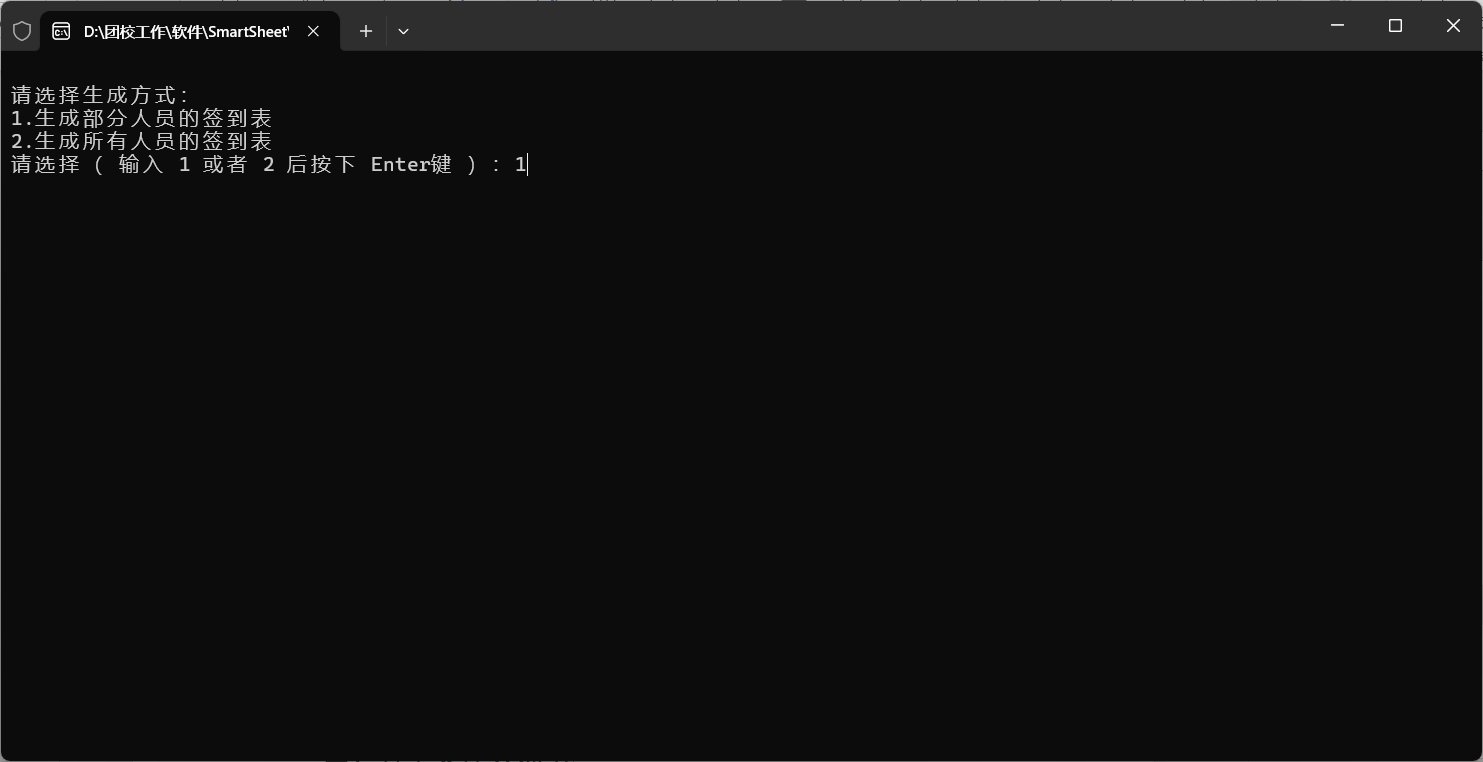 D:\团校工作\软件\SmartSheet\
请选择生成方式:
1.生成部分人员的签到表
2.生成所有人员的签到表
请选择 ( 输入 1 或者 2 后按下 Enter键 ) : 1